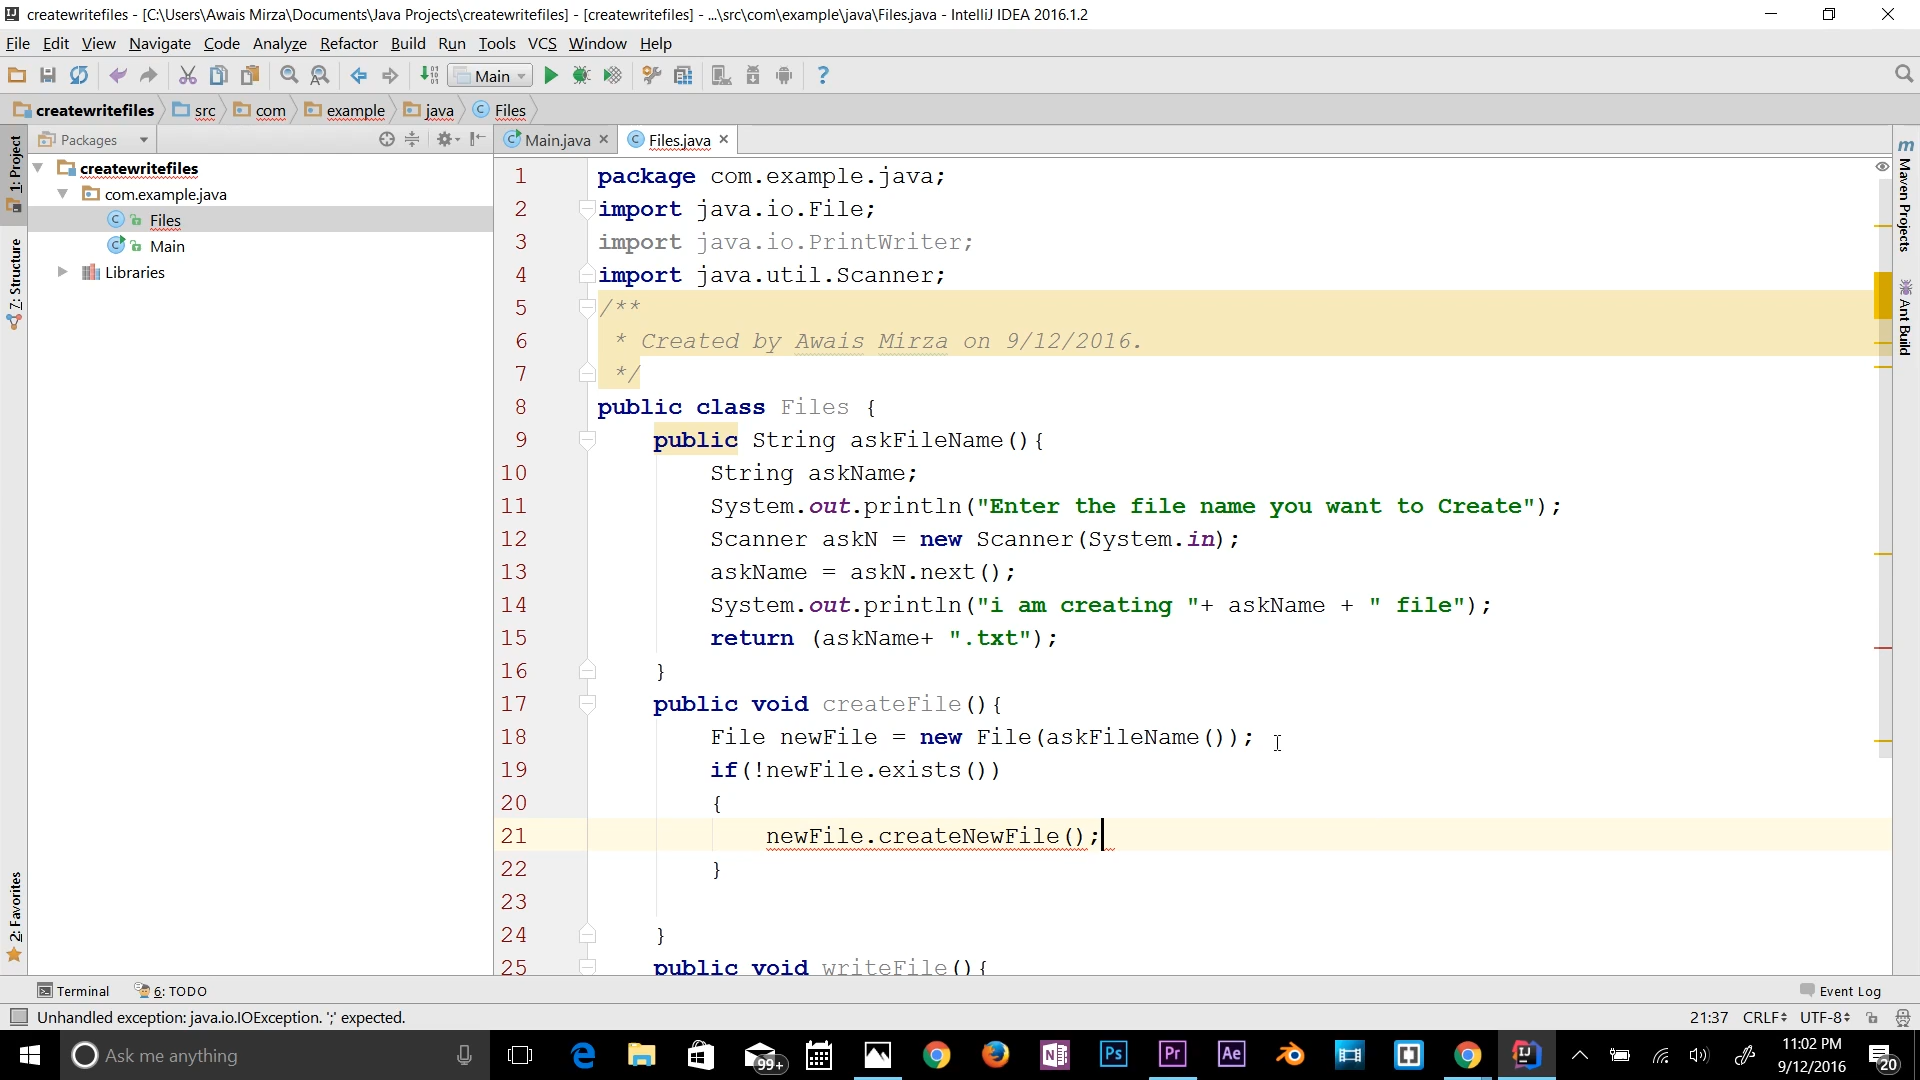 createwritefiles - [C:\Users\Awais Mirza\Documents\Java Projects\createwritefiles] - [createwritefiles] - ...\src\com\example\java\Files.java - IntelliJ IDEA 2016.1.2
File Edit View Navigate Code Analyze Refactor Build Run Tools VCS Window Help
Main
createwritefiles src com example java Files
Packages
Main.java Files.java
1: Project
7: Structure
2: Favorites
createwritefiles
com.example.java
Files
Main
Libraries
1 package com.example.java;
2 import java.io.File;
3 import java.io.PrintWriter;
4 import java.util.Scanner;
5 /**
6 * Created by Awais Mirza on 9/12/2016.
7 */
8 public class Files {
9 public String askFileName(){
10 String askName;
11 System.out.println("Enter the file name you want to Create");
12 Scanner askN = new Scanner(System.in);
13 askName = askN.next();
14 System.out.println("i am creating "+ askName + " file");
15 return (askName+ ".txt");
16 }
17 public void createFile(){
18 File newFile = new File(askFileName());
19 if(!newFile.exists())
20 {
21 newFile.createNewFile();
22 }
23
24 }
25 public void writeFile(){
Maven Projects
Ant Build
Terminal 6: TODO Event Log
Unhandled exception: java.io.IOException. ';' expected. 21:37 CRLF UTF-8
Ask me anything 99+ 11:02 PM
9/12/2016 20